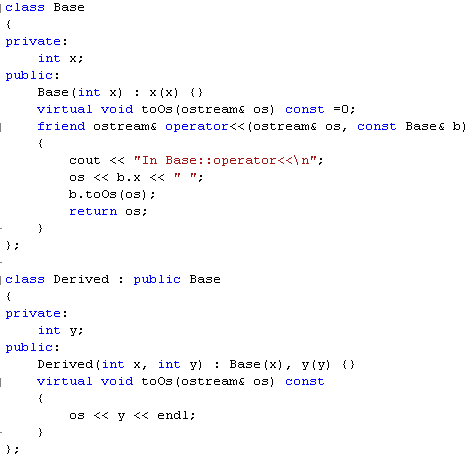 class Base
{
private:
    int x;
public:
    Base(int x) : x(x) {}
    virtual void toOs(ostream& os) const =0;
    friend ostream& operator<<(ostream& os, const Base& b)
    {
        cout << "In Base::operator<<\n";
        os << b.x << " ";
        b.toOs(os);
        return os;
    }
};
class Derived : public Base
{
private:
    int y;
public:
    Derived(int x, int y) : Base(x), y(y) {}
    virtual void toOs(ostream& os) const
    {
        os << y << endl;
    }
};